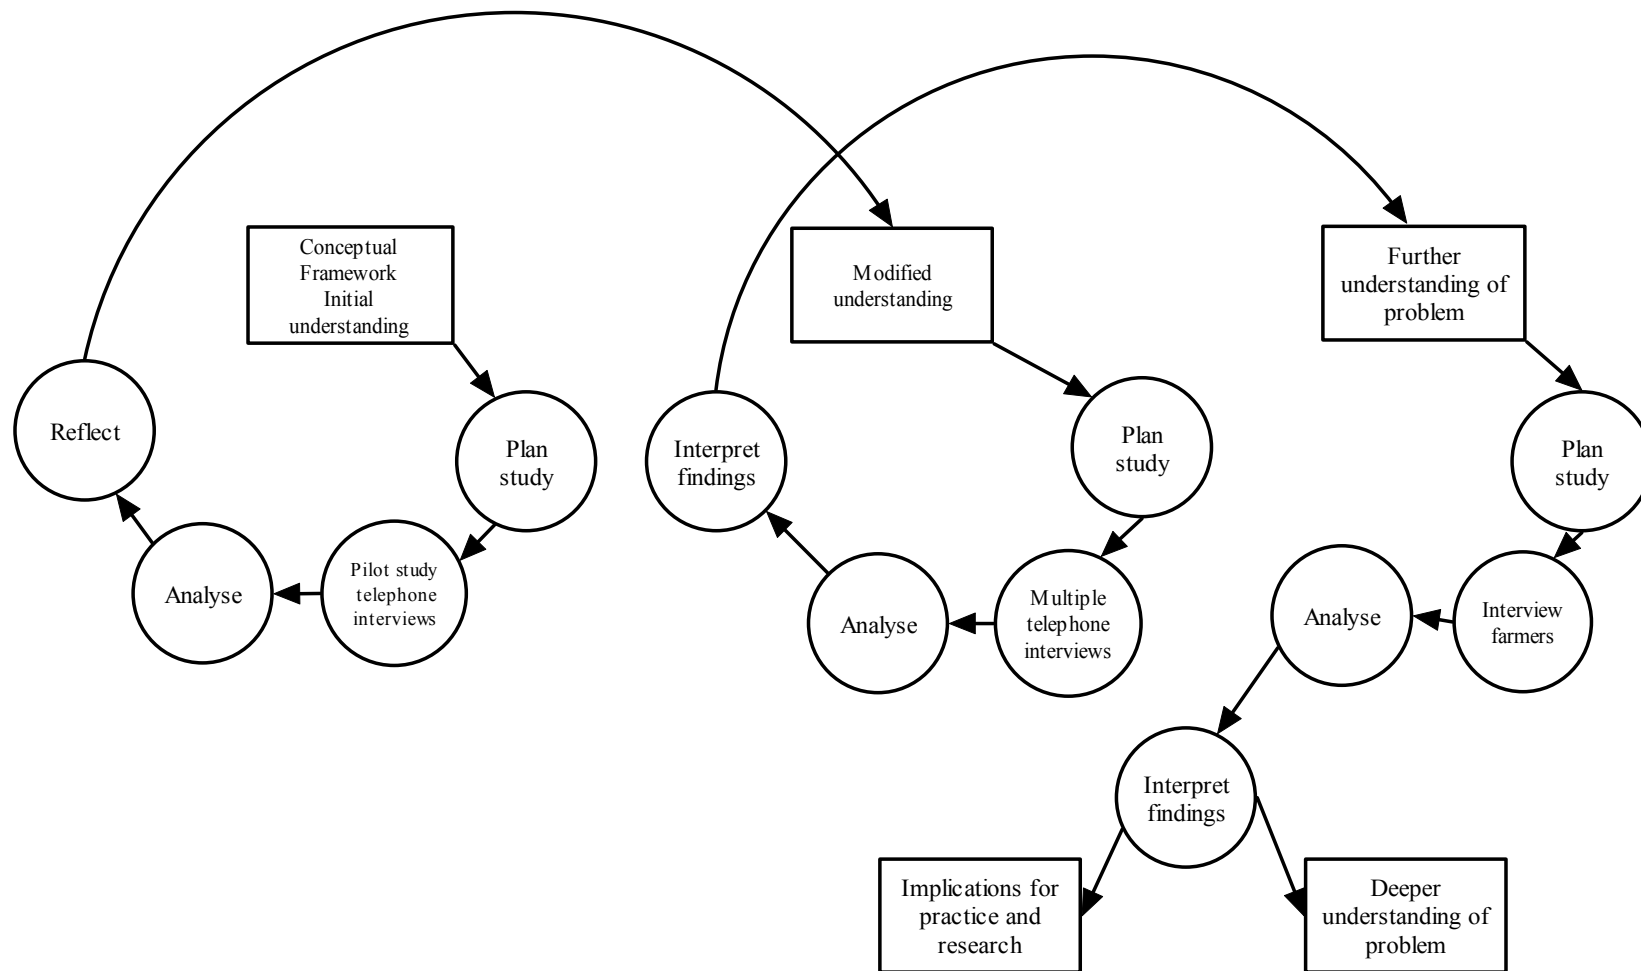 Conceptual
Framework
Initial
understanding
Reflect
Plan
study
Pilot study
telephone
interviews
Analyse
Modified
understanding
Interpret
findings
Plan
study
Multiple
telephone
interviews
Analyse
Further
understanding of
problem
Plan
study
Interview
farmers
Analyse
Interpret
findings
Implications for
practice and
research
Deeper
understanding of
problem